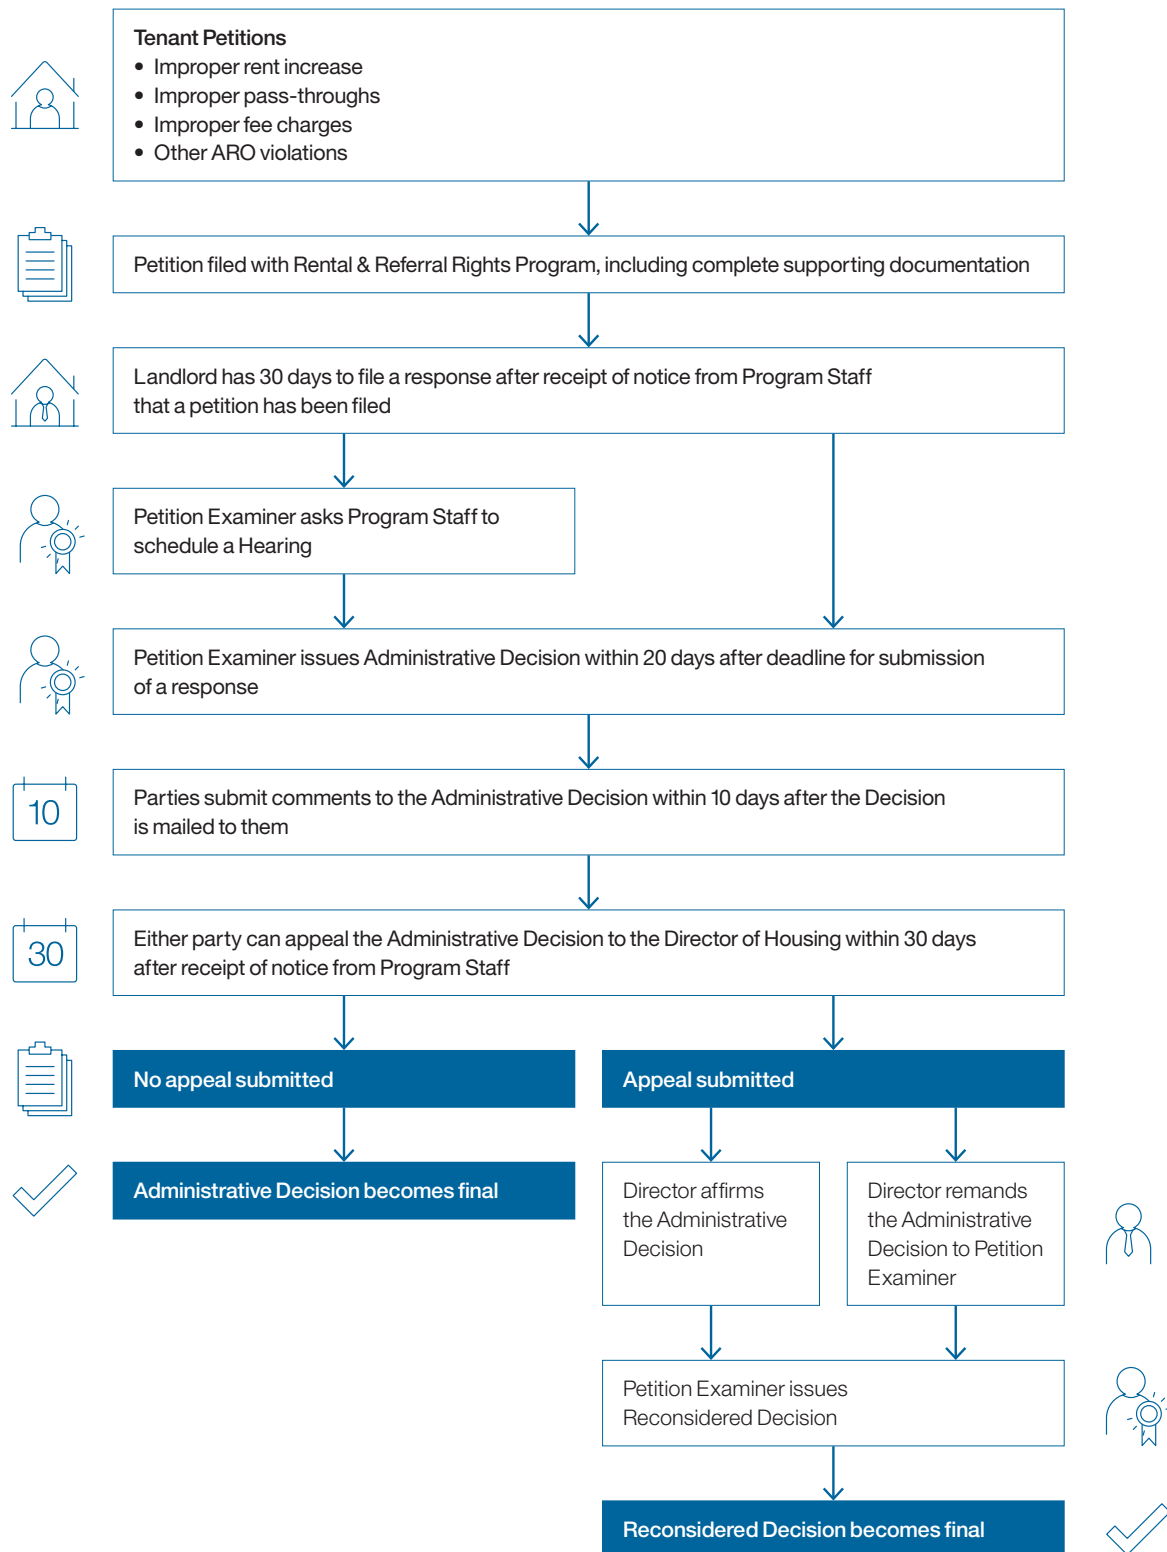 Tenant Petitions
• Improper rent increase
• Improper pass-throughs
• Improper fee charges
• Other ARO violations
Petition filed with Rental & Referral Rights Program, including complete supporting documentation
Landlord has 30 days to file a response after receipt of notice from Program Staff
that a petition has been filed
Petition Examiner asks Program Staff to
schedule a Hearing
Petition Examiner issues Administrative Decision within 20 days after deadline for submission
of a response
10
Parties submit comments to the Administrative Decision within 10 days after the Decision
is mailed to them
30
Either party can appeal the Administrative Decision to the Director of Housing within 30 days
after receipt of notice from Program Staff
No appeal submitted
Appeal submitted
Administrative Decision becomes final
Director affirms
the Administrative
Decision
Director remands
the Administrative
Decision to Petition
Examiner
Petition Examiner issues
Reconsidered Decision
Reconsidered Decision becomes final